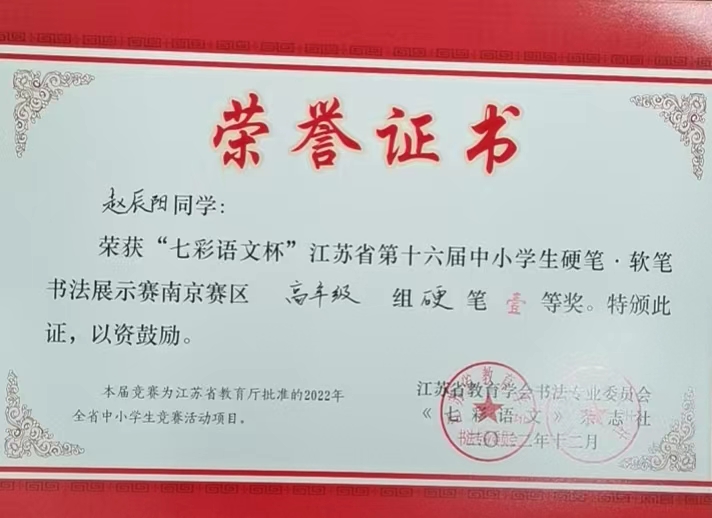 荣誉证书
赵辰阳同学:
荣获“七彩语文杯”江苏省第十六届中小学生硬笔·软笔
书法展示赛南京赛区 高年级 组硬笔壹等奖。特颁此
证,以资鼓励。
本届竞赛为江苏省教育厅批准的2022年
全省中小学生竞赛活动项目。
江苏省教育学会书法专业委员会
《七彩语文》杂志社
二〇二二年十二月